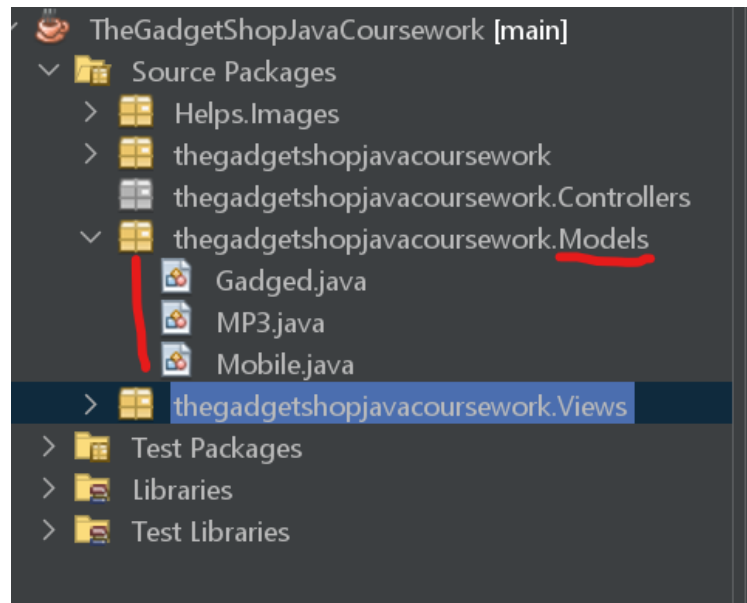 TheGadgetShopJavaCoursework [main]
Source Packages
Helps.Images
thegadgetshopjavacoursework
thegadgetshopjavacoursework.Controllers
thegadgetshopjavacoursework.Models
Gadged.java
MP3.java
Mobile.java
thegadgetshopjavacoursework.Views
Test Packages
Libraries
Test Libraries